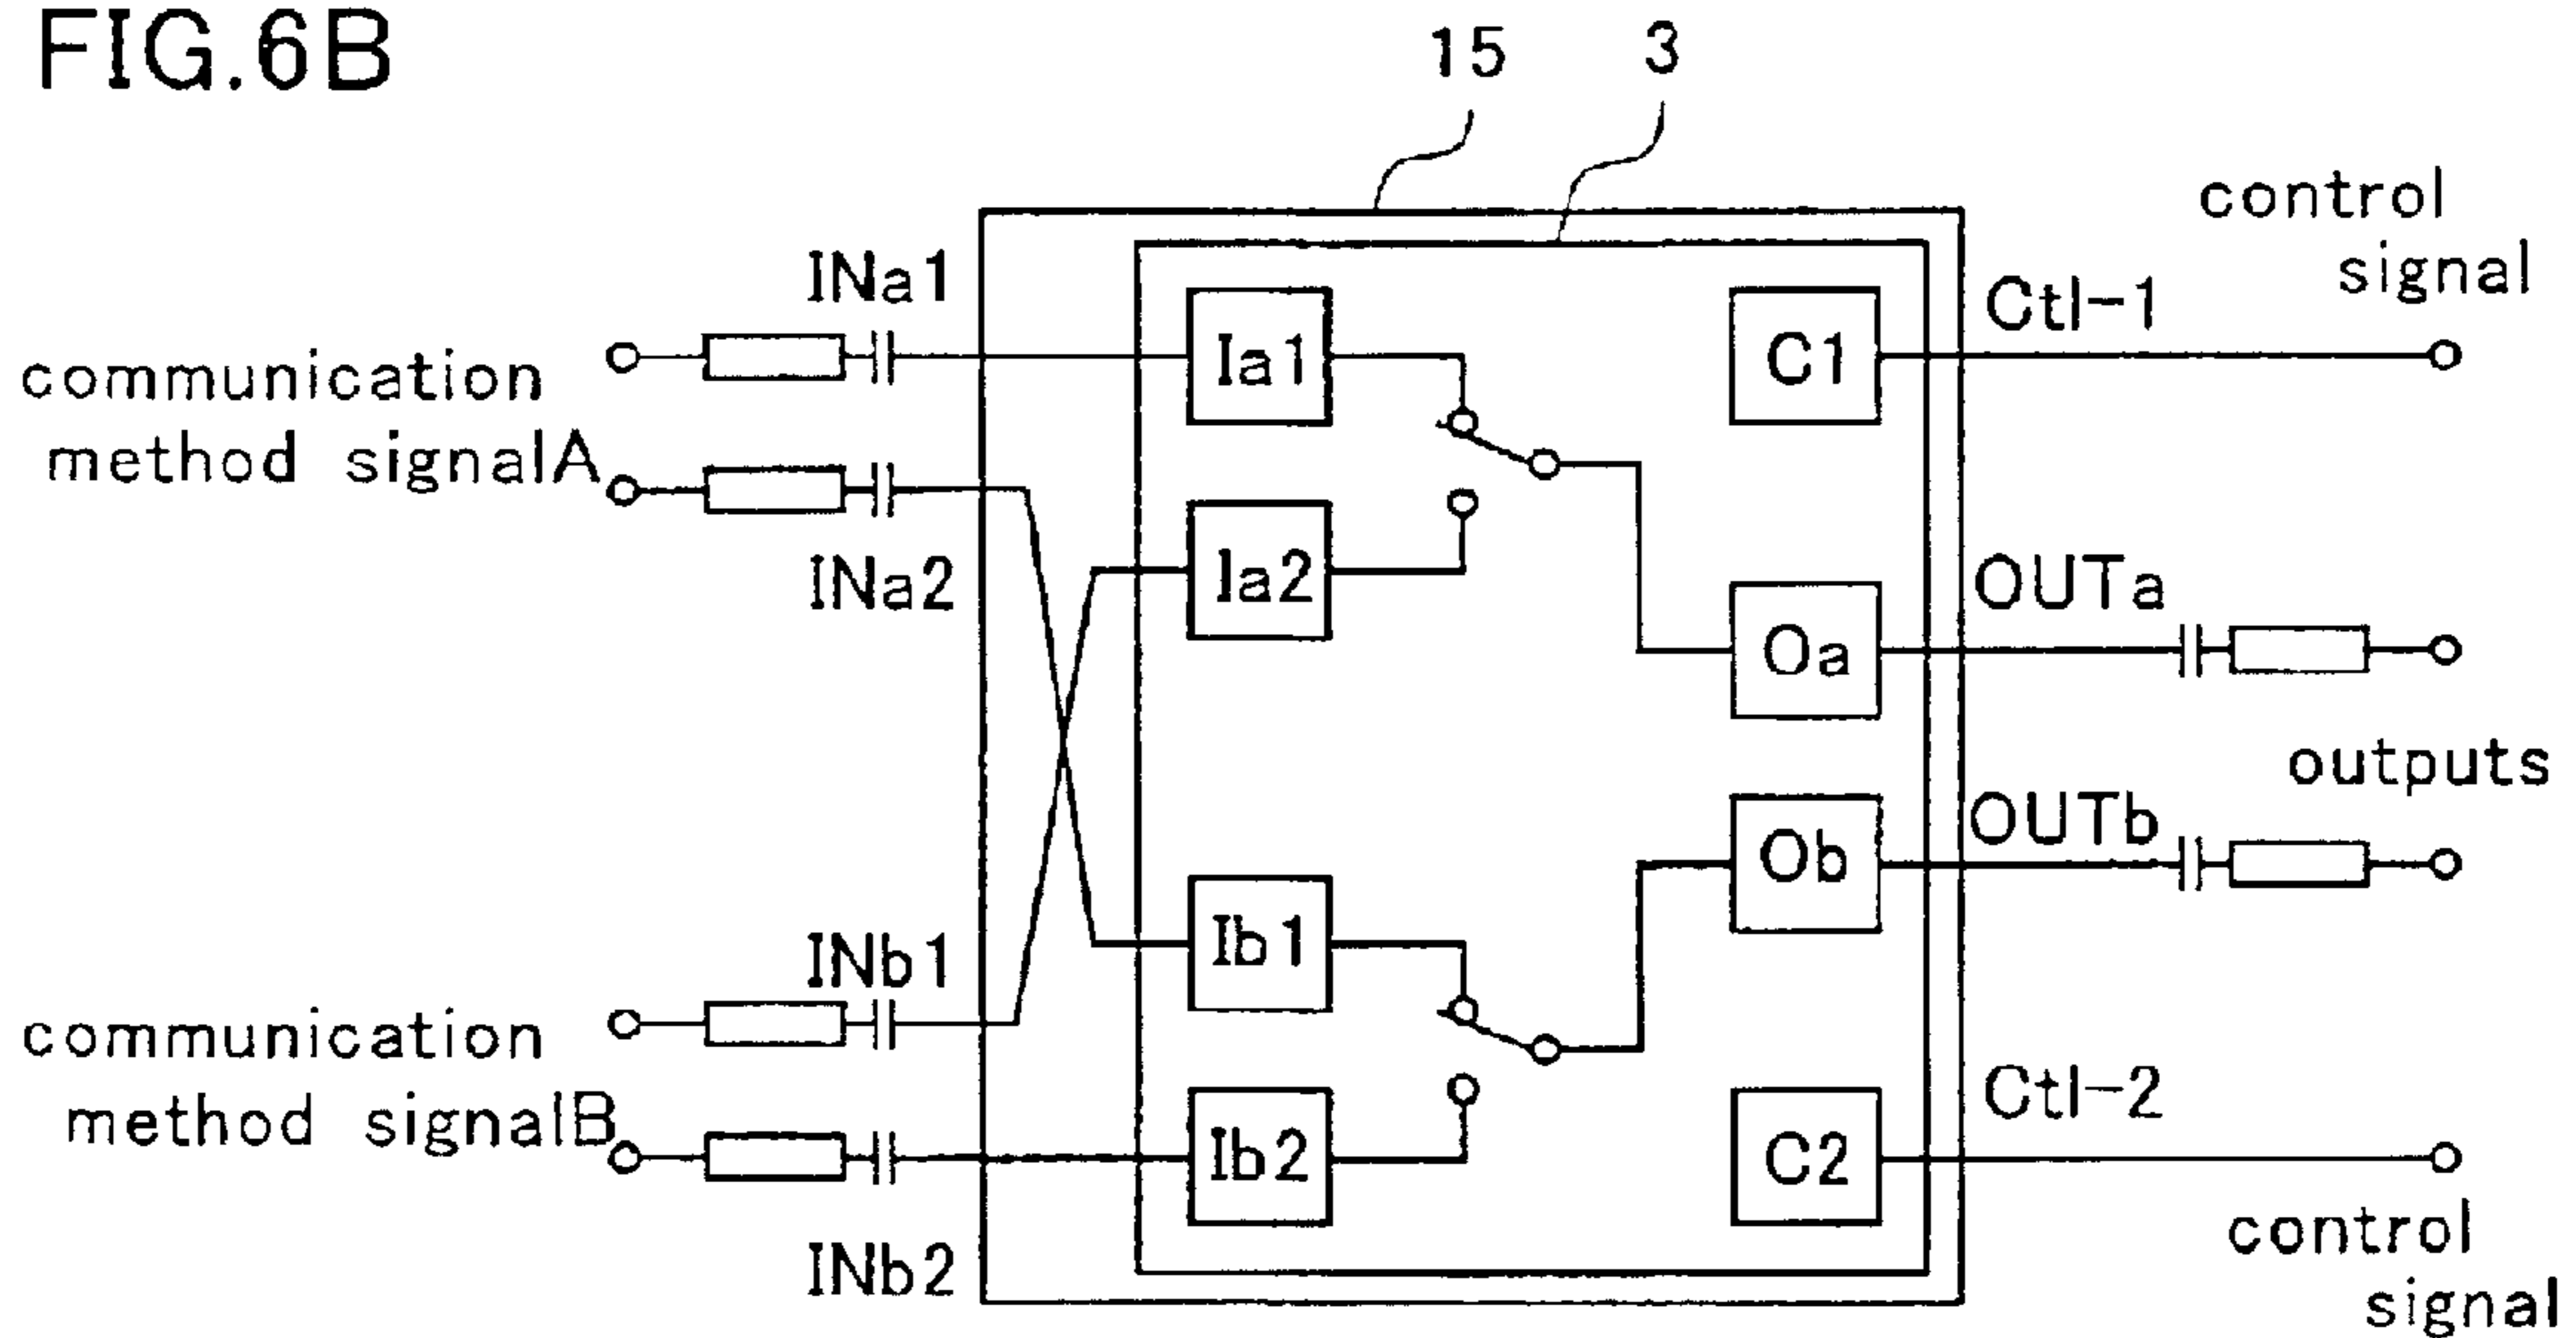 FIG.6B
15
3
control
signal
INa1
Ctl-1
communication
method signalA
Ia1
C1
INa2
Ia2
OUTa
Oa
outputs
OUTb
Ob
INb1
Ib1
communication
method signalB
Ctl-2
Ib2
C2
INb2
control
signal